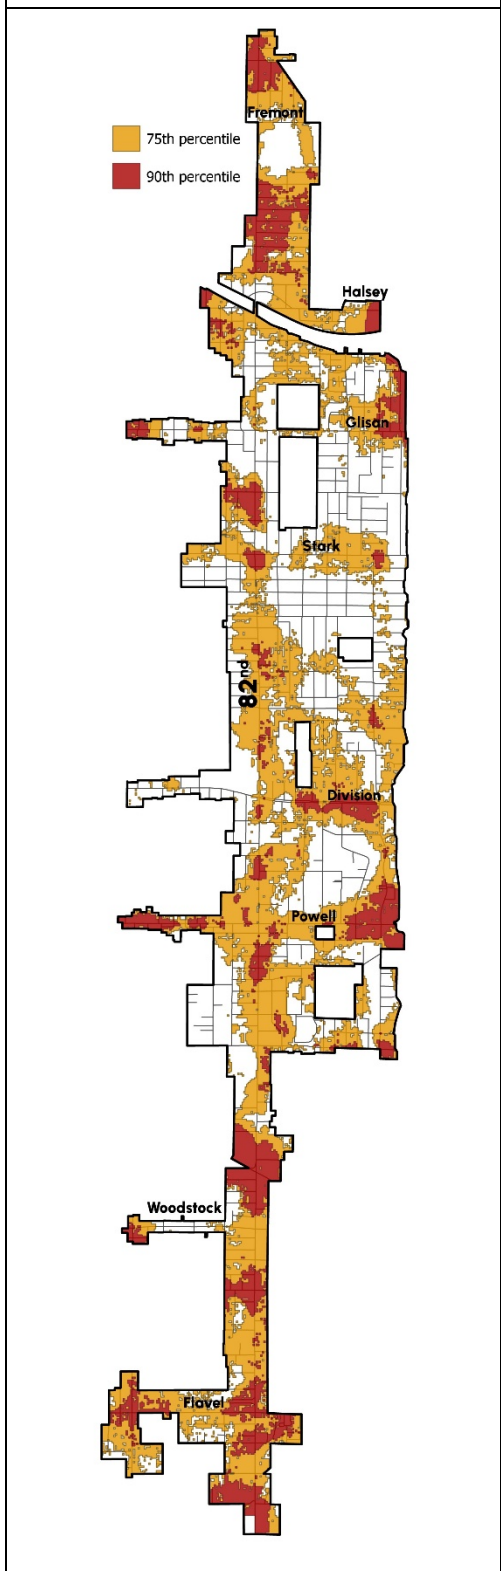 Fremont
75th percentile
90th percentile
Halsey
Glisan
Stark
82nd
Division
Powell
Woodstock
Flavel